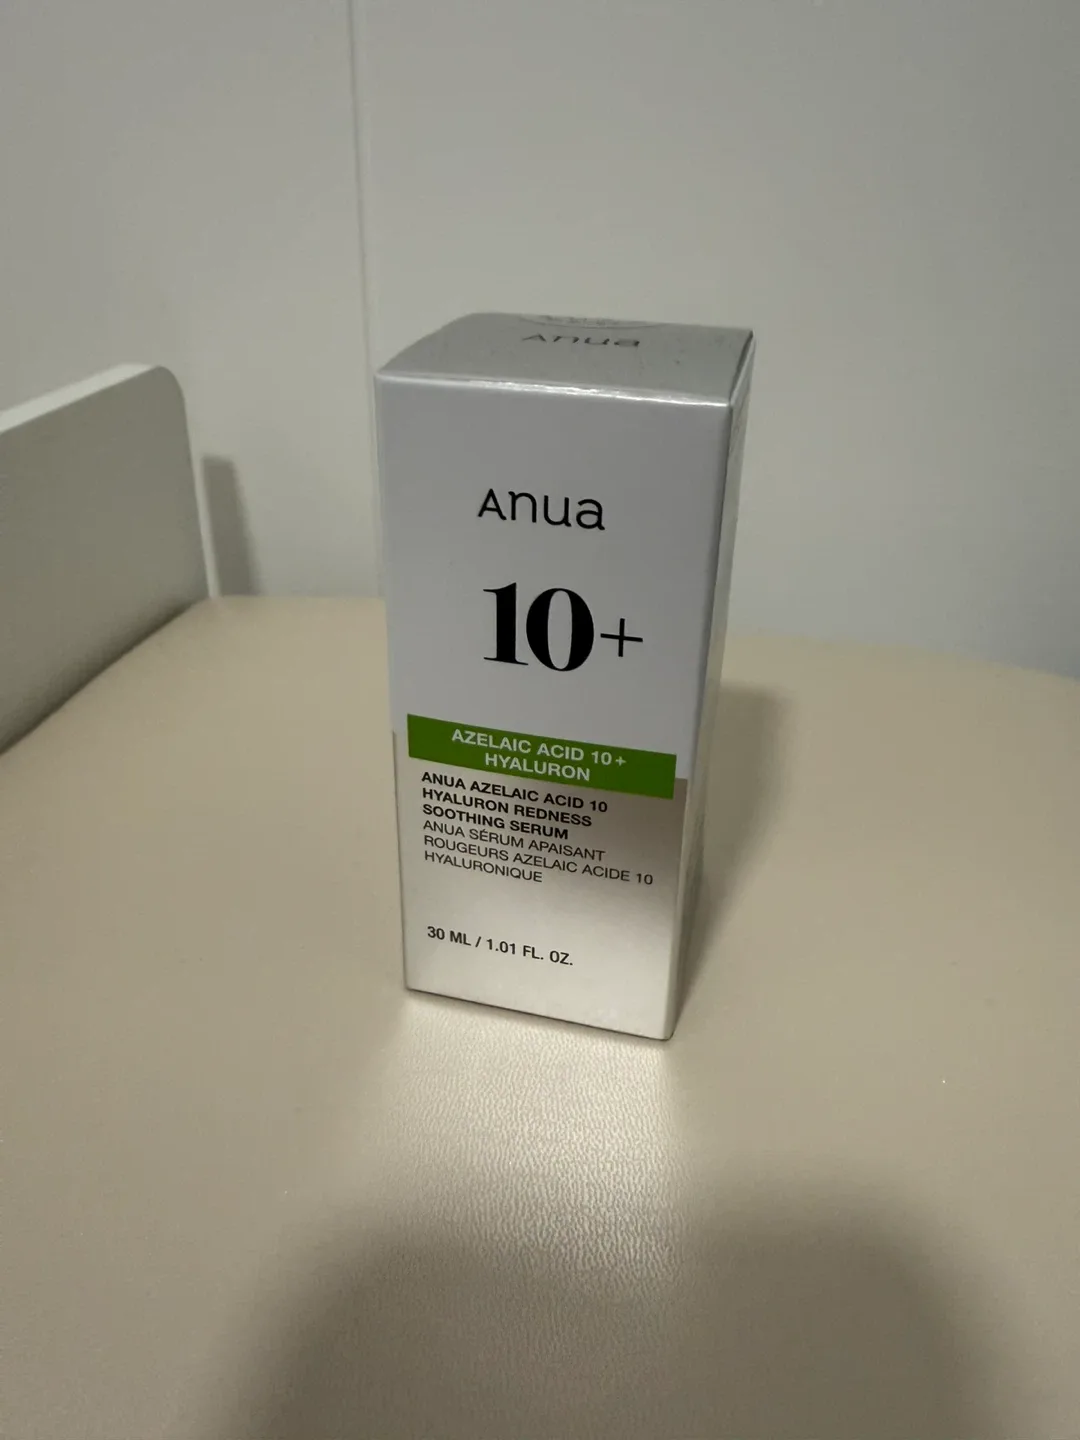 Anua
Anua
10+
AZELAIC ACID 10+
HYALURON
ANUA AZELAIC ACID 10
HYALURON REDNESS
SOOTHING SERUM
ANUA SÉRUM APAISANT
ROUGEURS AZELAIC ACIDE 10
HYALURONIQUE
30 ML / 1.01 FL. OZ.